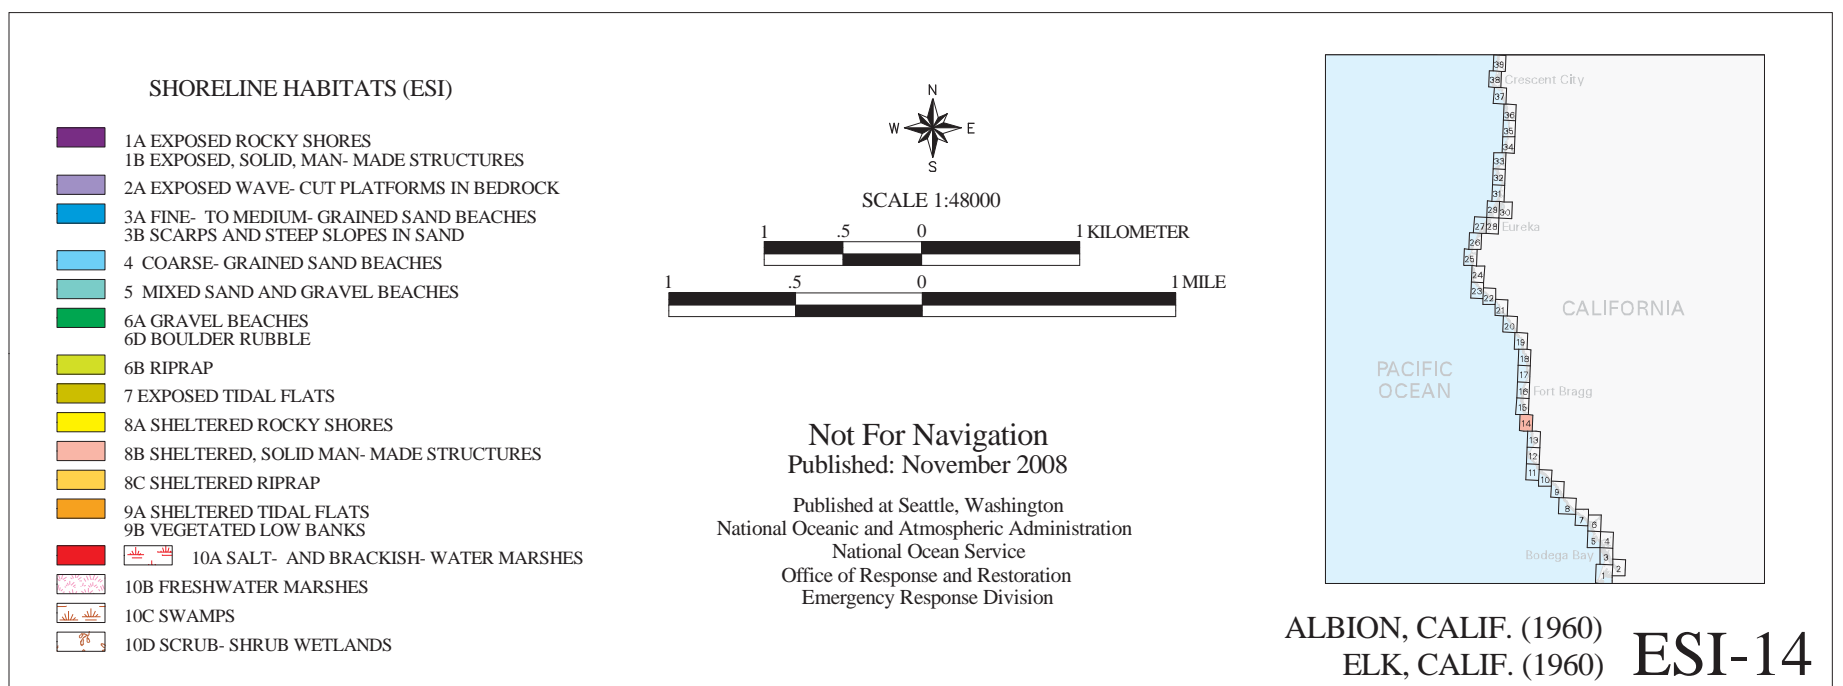 SHORELINE HABITATS (ESI)
1A EXPOSED ROCKY SHORES
1B EXPOSED, SOLID, MAN- MADE STRUCTURES
2A EXPOSED WAVE- CUT PLATFORMS IN BEDROCK
3A FINE- TO MEDIUM- GRAINED SAND BEACHES
3B SCARPS AND STEEP SLOPES IN SAND
4 COARSE- GRAINED SAND BEACHES
5 MIXED SAND AND GRAVEL BEACHES
6A GRAVEL BEACHES
6D BOULDER RUBBLE
6B RIPRAP
7 EXPOSED TIDAL FLATS
8A SHELTERED ROCKY SHORES
8B SHELTERED, SOLID MAN- MADE STRUCTURES
8C SHELTERED RIPRAP
9A SHELTERED TIDAL FLATS
9B VEGETATED LOW BANKS
10A SALT- AND BRACKISH- WATER MARSHES
10B FRESHWATER MARSHES
10C SWAMPS
10D SCRUB- SHRUB WETLANDS
N
W E
S
SCALE 1:48000
1 .5 0 1 KILOMETER
1 .5 0 1 MILE
Not For Navigation
Published: November 2008
Published at Seattle, Washington
National Oceanic and Atmospheric Administration
National Ocean Service
Office of Response and Restoration
Emergency Response Division
39
38 Crescent City
37
36
35
34
33
32
31
30
27 28 Eureka
26
25
24
23
22
21
CALIFORNIA
20
19
18
PACIFIC
OCEAN
17
16 Fort Bragg
15
14
13
12
11
10
9
8
7
6
5 4
Bodega Bay 3
2
1
ALBION, CALIF. (1960)
ELK, CALIF. (1960)
ESI-14